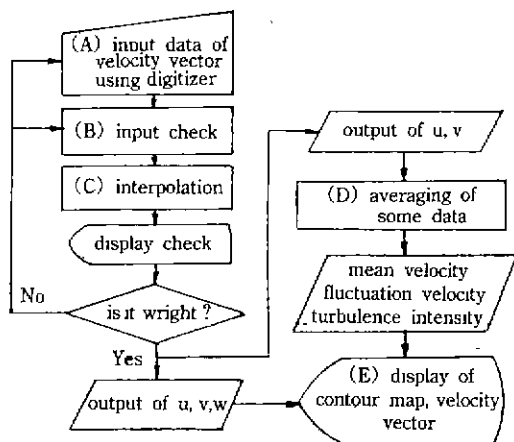 (A) input data of
velocity vector
using digitizer
(B) input check
(C) interpolation
display check
No
is it wright ?
Yes
output of u, v, w
output of u, v
(D) averaging of
some data
mean velocity
fluctuation velocity
turbulence intensity
(E) display of
contour map, velocity
vector